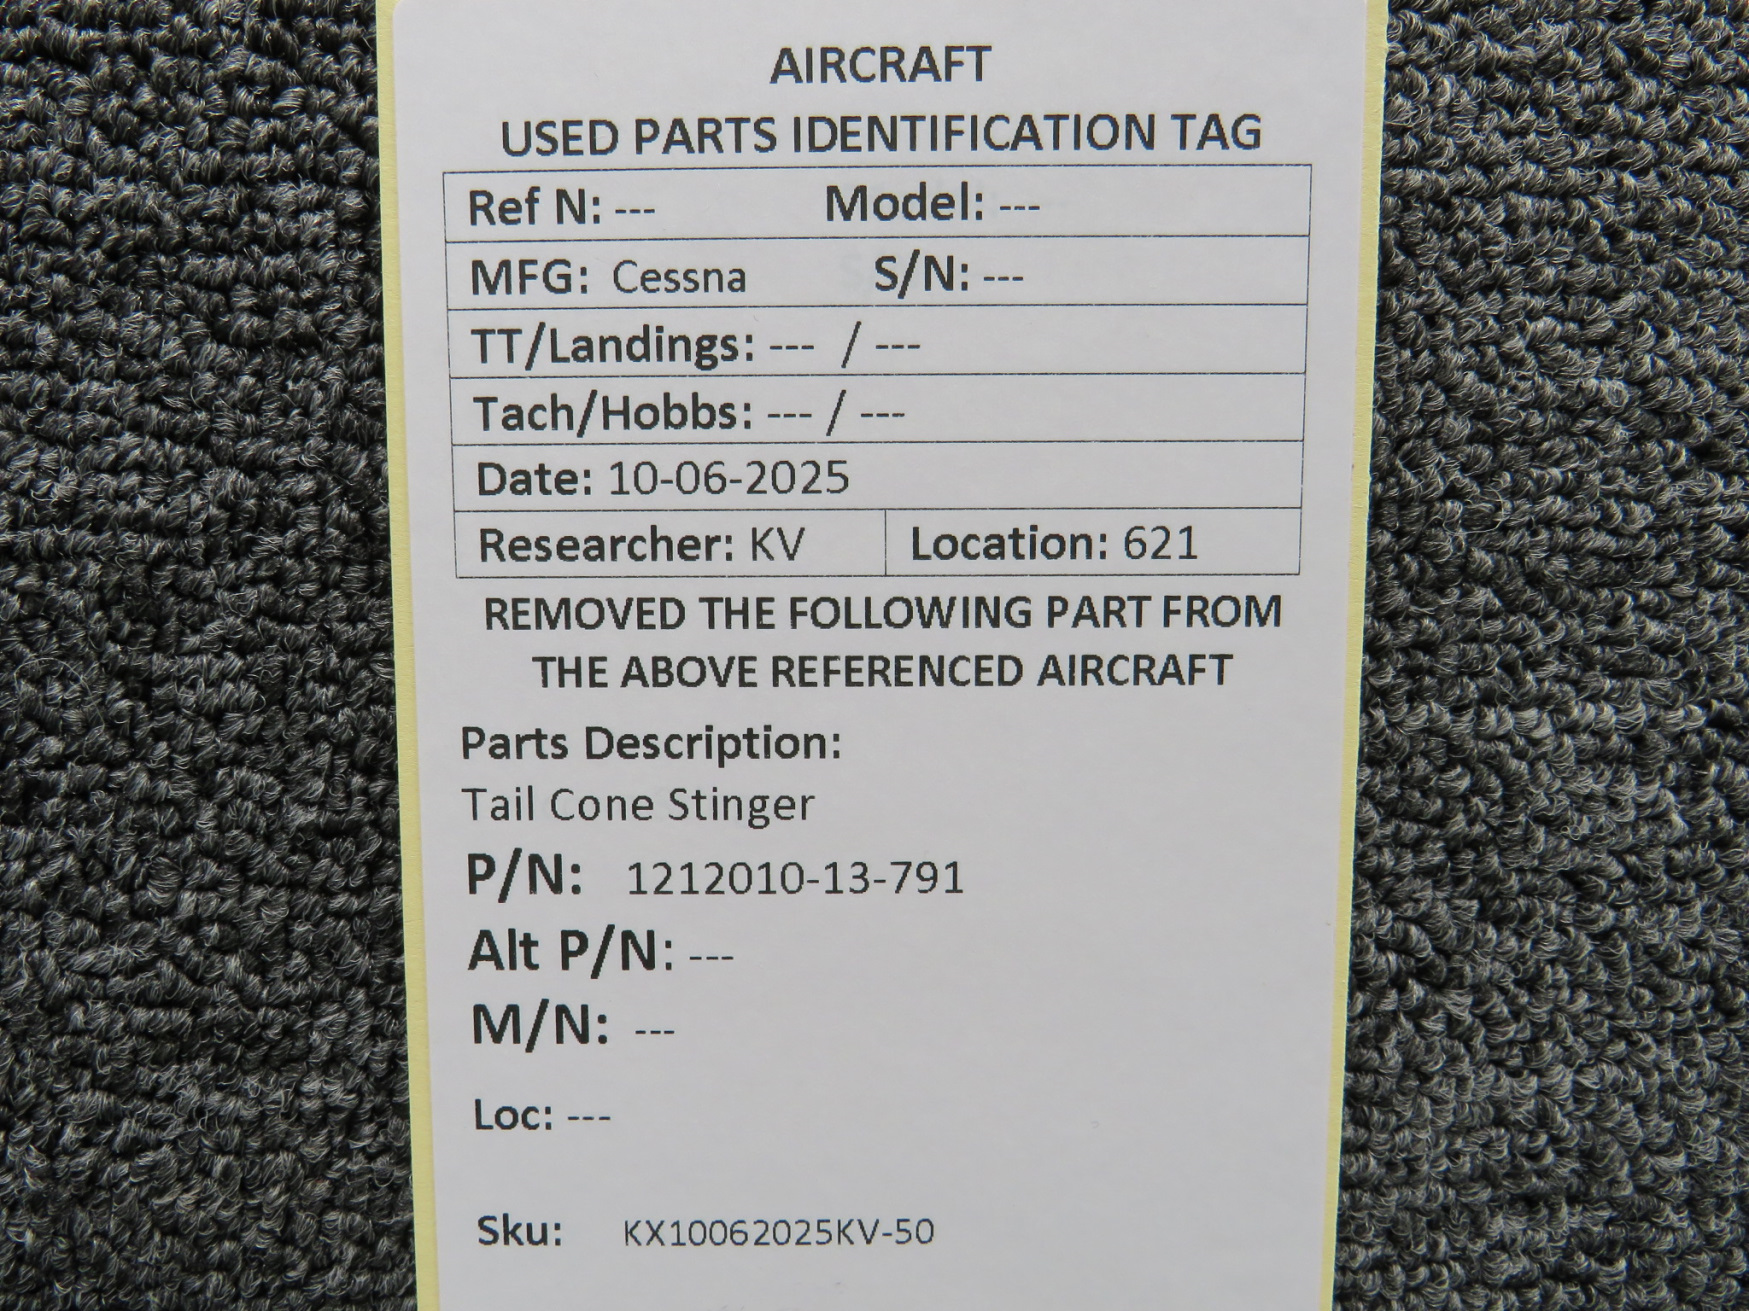 AIRCRAFT
USED PARTS IDENTIFICATION TAG
Ref N: --- Model: ---
MFG: Cessna S/N: ---
TT/Landings: --- / ---
Tach/Hobbs: --- / ---
Date: 10-06-2025
Researcher: KV Location: 621
REMOVED THE FOLLOWING PART FROM
THE ABOVE REFERENCED AIRCRAFT
Parts Description:
Tail Cone Stinger
P/N: 1212010-13-791
Alt P/N: ---
M/N: ---
Loc: ---
Sku: KX10062025KV-50